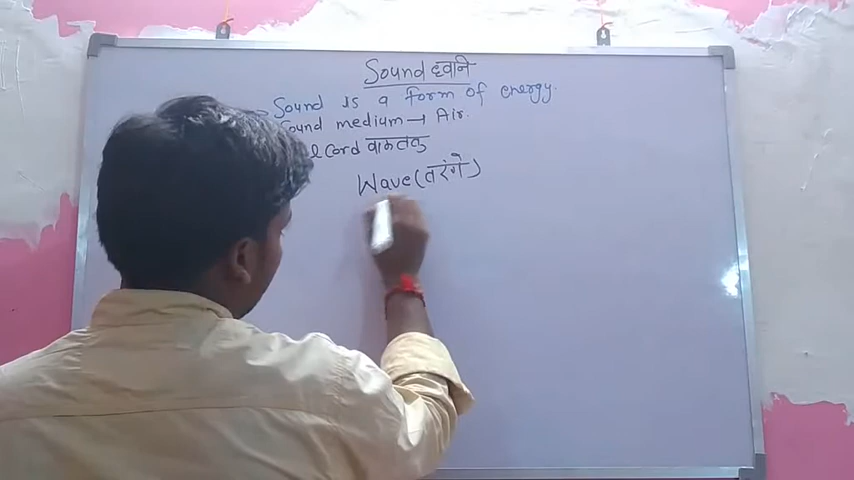 Sound ध्वनि
Sound is a form of energy.
Sound medium → Air.
Cord वाकतंतु
Wave (तरंगे)